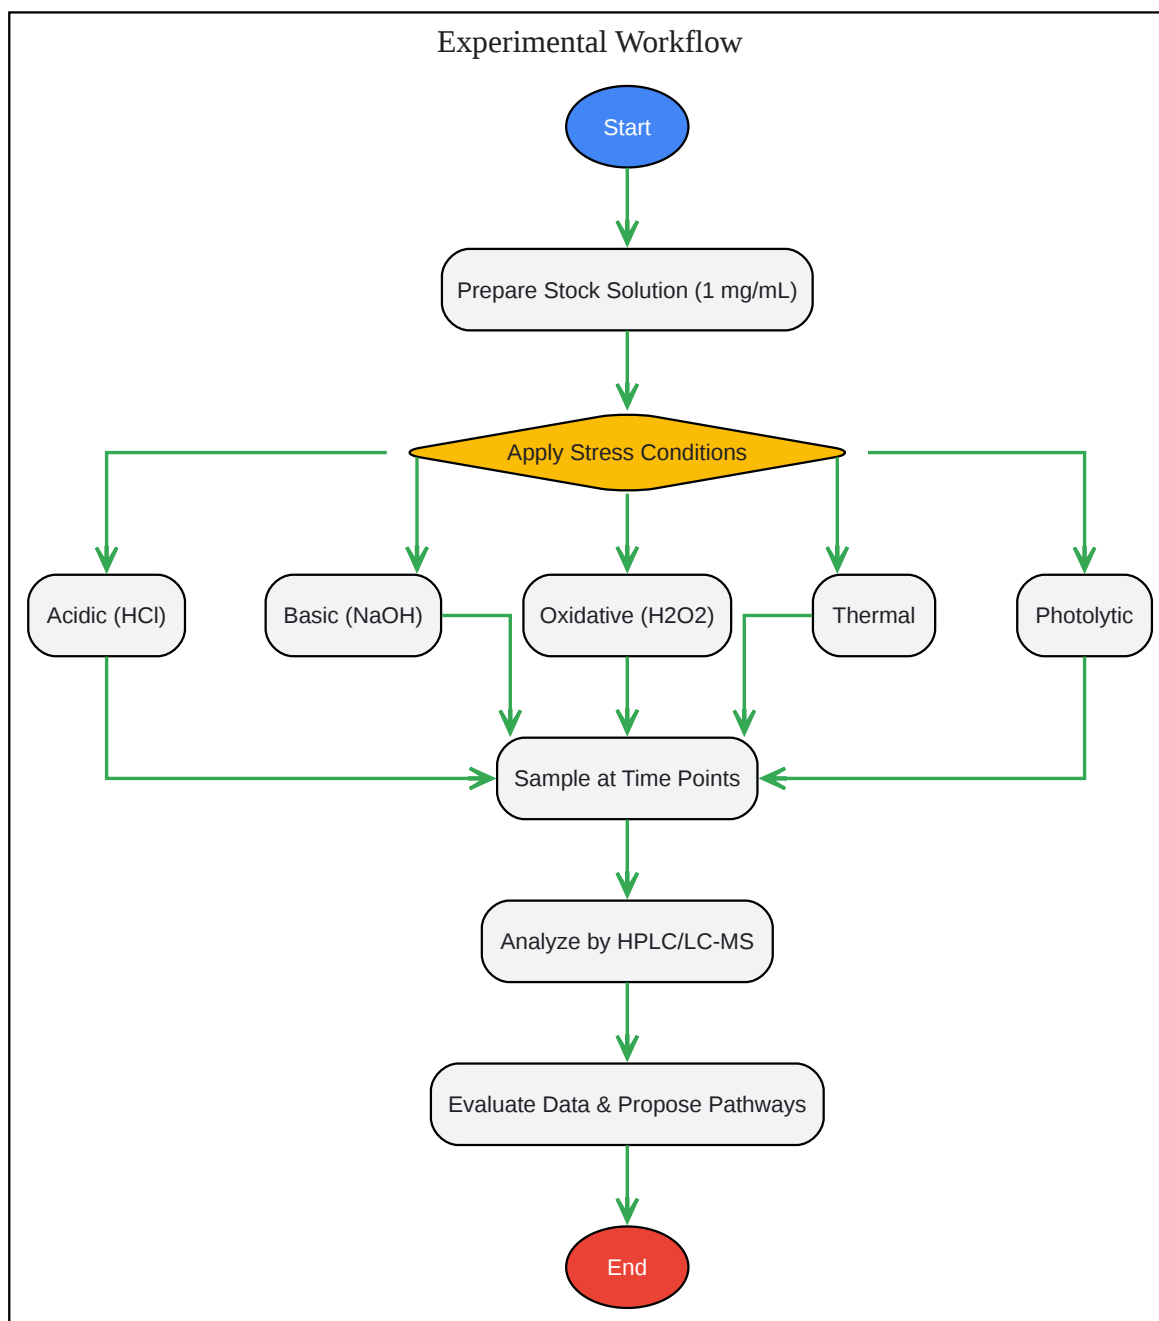 Experimental Workflow
Start
Prepare Stock Solution (1 mg/mL)
Apply Stress Conditions
Acidic (HCl)
Basic (NaOH)
Oxidative (H2O2)
Thermal
Photolytic
Sample at Time Points
Analyze by HPLC/LC-MS
Evaluate Data & Propose Pathways
End